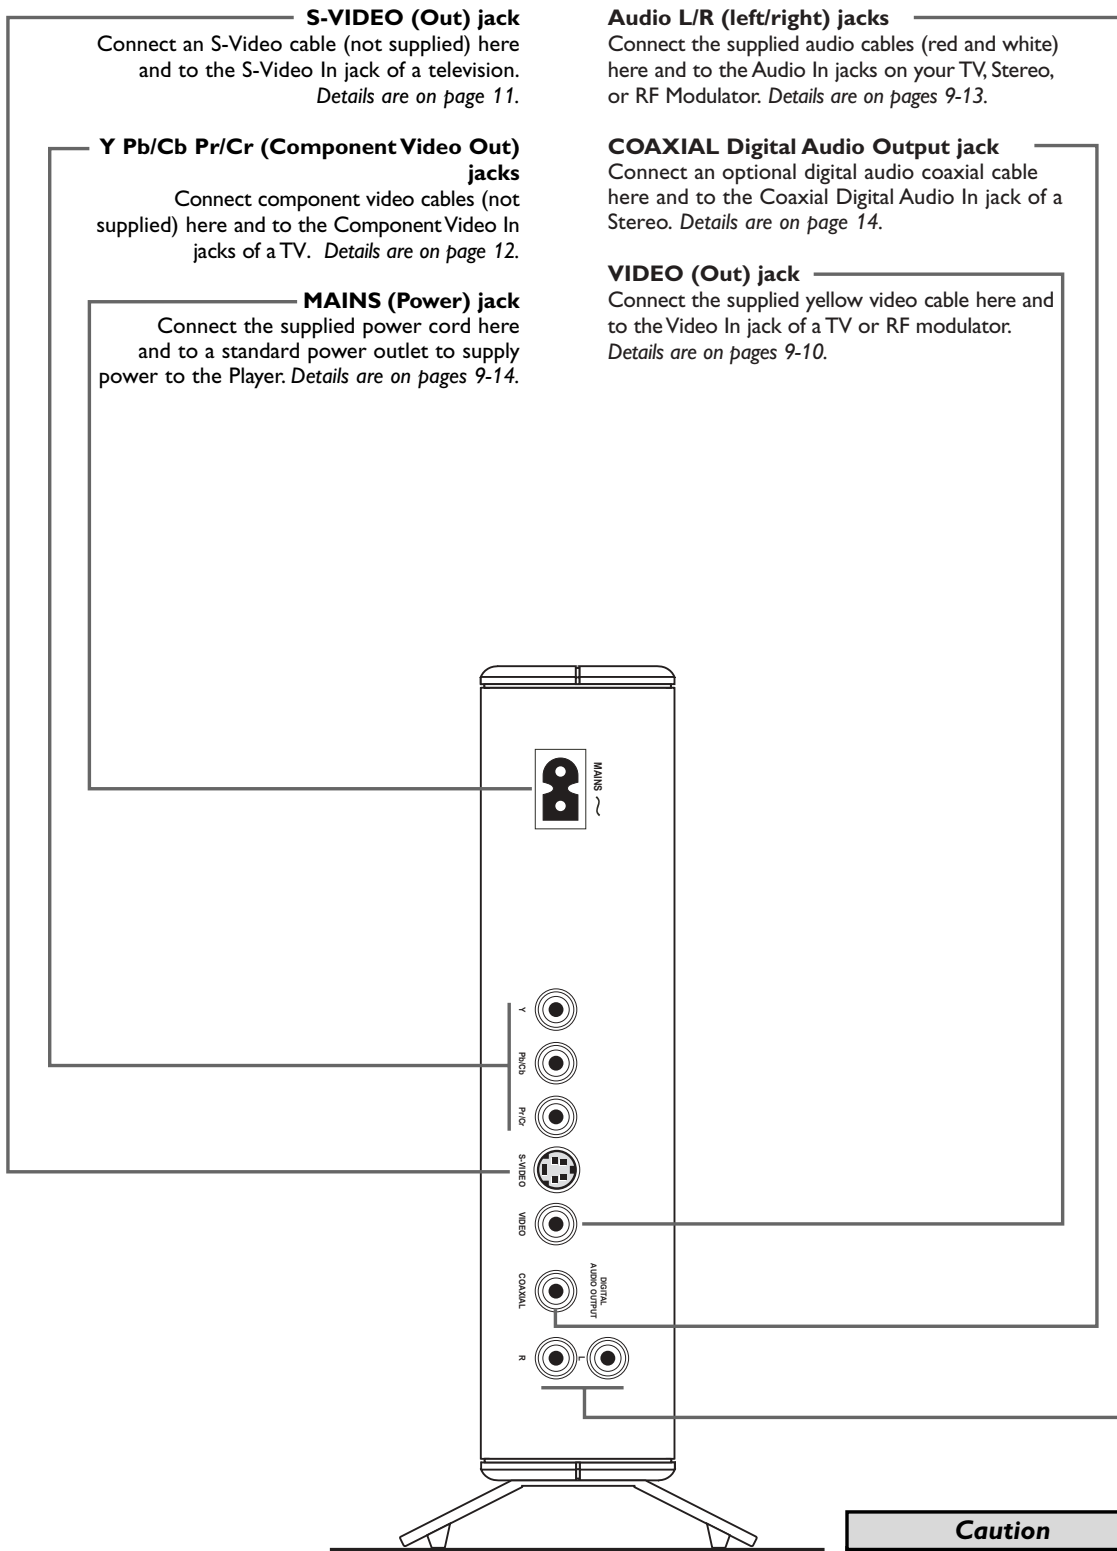 S-VIDEO (Out) jack
Connect an S-Video cable (not supplied) here
and to the S-Video In jack of a television.
Details are on page 11.
Y Pb/Cb Pr/Cr (Component Video Out)
jacks
Connect component video cables (not
supplied) here and to the Component Video In
jacks of a TV. Details are on page 12.
MAINS (Power) jack
Connect the supplied power cord here
and to a standard power outlet to supply
power to the Player. Details are on pages 9-14.
Audio L/R (left/right) jacks
Connect the supplied audio cables (red and white)
here and to the Audio In jacks on your TV, Stereo,
or RF Modulator. Details are on pages 9-13.
COAXIAL Digital Audio Output jack
Connect an optional digital audio coaxial cable
here and to the Coaxial Digital Audio In jack of a
Stereo. Details are on page 14.
VIDEO (Out) jack
Connect the supplied yellow video cable here and
to the Video In jack of a TV or RF modulator.
Details are on pages 9-10.
MAINS ~
Y
Pb/Cb
Pr/Cr
S-VIDEO
VIDEO
COAXIAL
DIGITAL
AUDIO OUTPUT
R
L
Caution